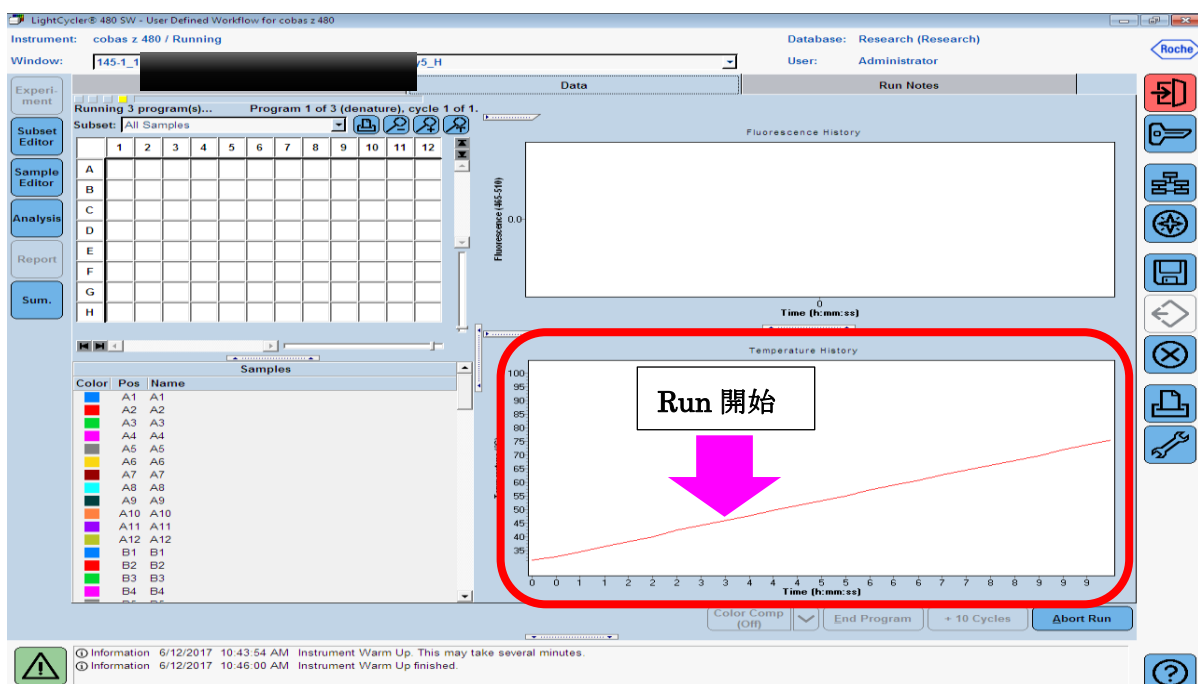 LightCycler® 480 SW - User Defined Workflow for cobas z 480
Instrument: cobas z 480 / Running
Database: Research (Research)
Window: 145-1_1 y5_H
User: Administrator
Roche
Experi-
ment
Subset
Editor
Sample
Editor
Analysis
Report
Sum.
Data
Run Notes
Running 3 program(s)... Program 1 of 3 (denature), cycle 1 of 1.
Subset: All Samples
1 2 3 4 5 6 7 8 9 10 11 12
A
B
C
D
E
F
G
H
Samples
Color Pos Name
A1 A1
A2 A2
A3 A3
A4 A4
A5 A5
A6 A6
A7 A7
A8 A8
A9 A9
A10 A10
A11 A11
A12 A12
B1 B1
B2 B2
B3 B3
B4 B4
Fluorescence History
Fluorescence (465-510)
0.0
0
Time (h:mm:ss)
Temperature History
Run 開始
100
95
90
85
80
75
70
65
60
55
50
45
40
35
0 0 1 1 2 2 2 3 3 4 4 4 5 5 6 6 6 7 7 8 8 9 9 9
Time (h:mm:ss)
Color Comp
(Off)
End Program
+ 10 Cycles
Abort Run
Information 6/12/2017 10:43:54 AM Instrument Warm Up. This may take several minutes.
Information 6/12/2017 10:46:00 AM Instrument Warm Up finished.